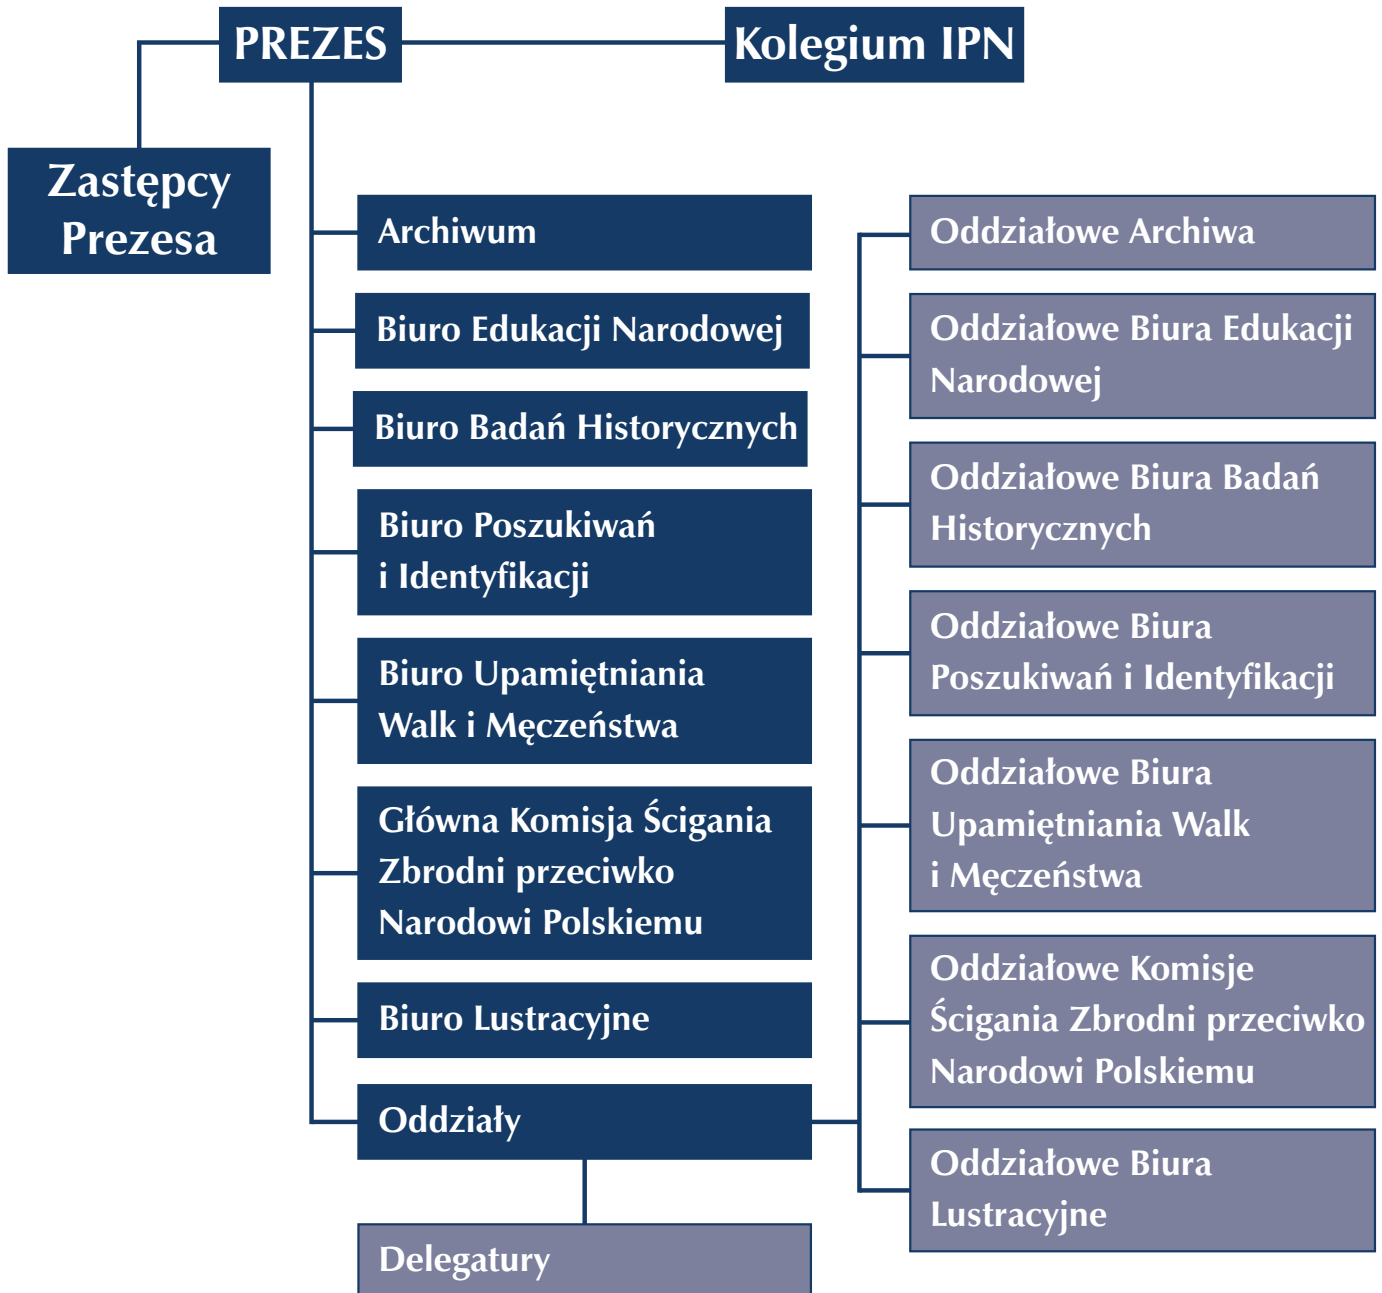 PREZES
Kolegium IPN
Zastępcy
Prezesa
Archiwum
Biuro Edukacji Narodowej
Biuro Badań Historycznych
Biuro Poszukiwań
i Identyfikacji
Biuro Upamiętniania
Walk i Męczeństwa
Główna Komisja Ścigania
Zbrodni przeciwko
Narodowi Polskiemu
Biuro Lustracyjne
Oddziały
Delegatury
Oddziałowe Archiwa
Oddziałowe Biura Edukacji
Narodowej
Oddziałowe Biura Badań
Historycznych
Oddziałowe Biura
Poszukiwań i Identyfikacji
Oddziałowe Biura
Upamiętniania Walk
i Męczeństwa
Oddziałowe Komisje
Ścigania Zbrodni przeciwko
Narodowi Polskiemu
Oddziałowe Biura
Lustracyjne